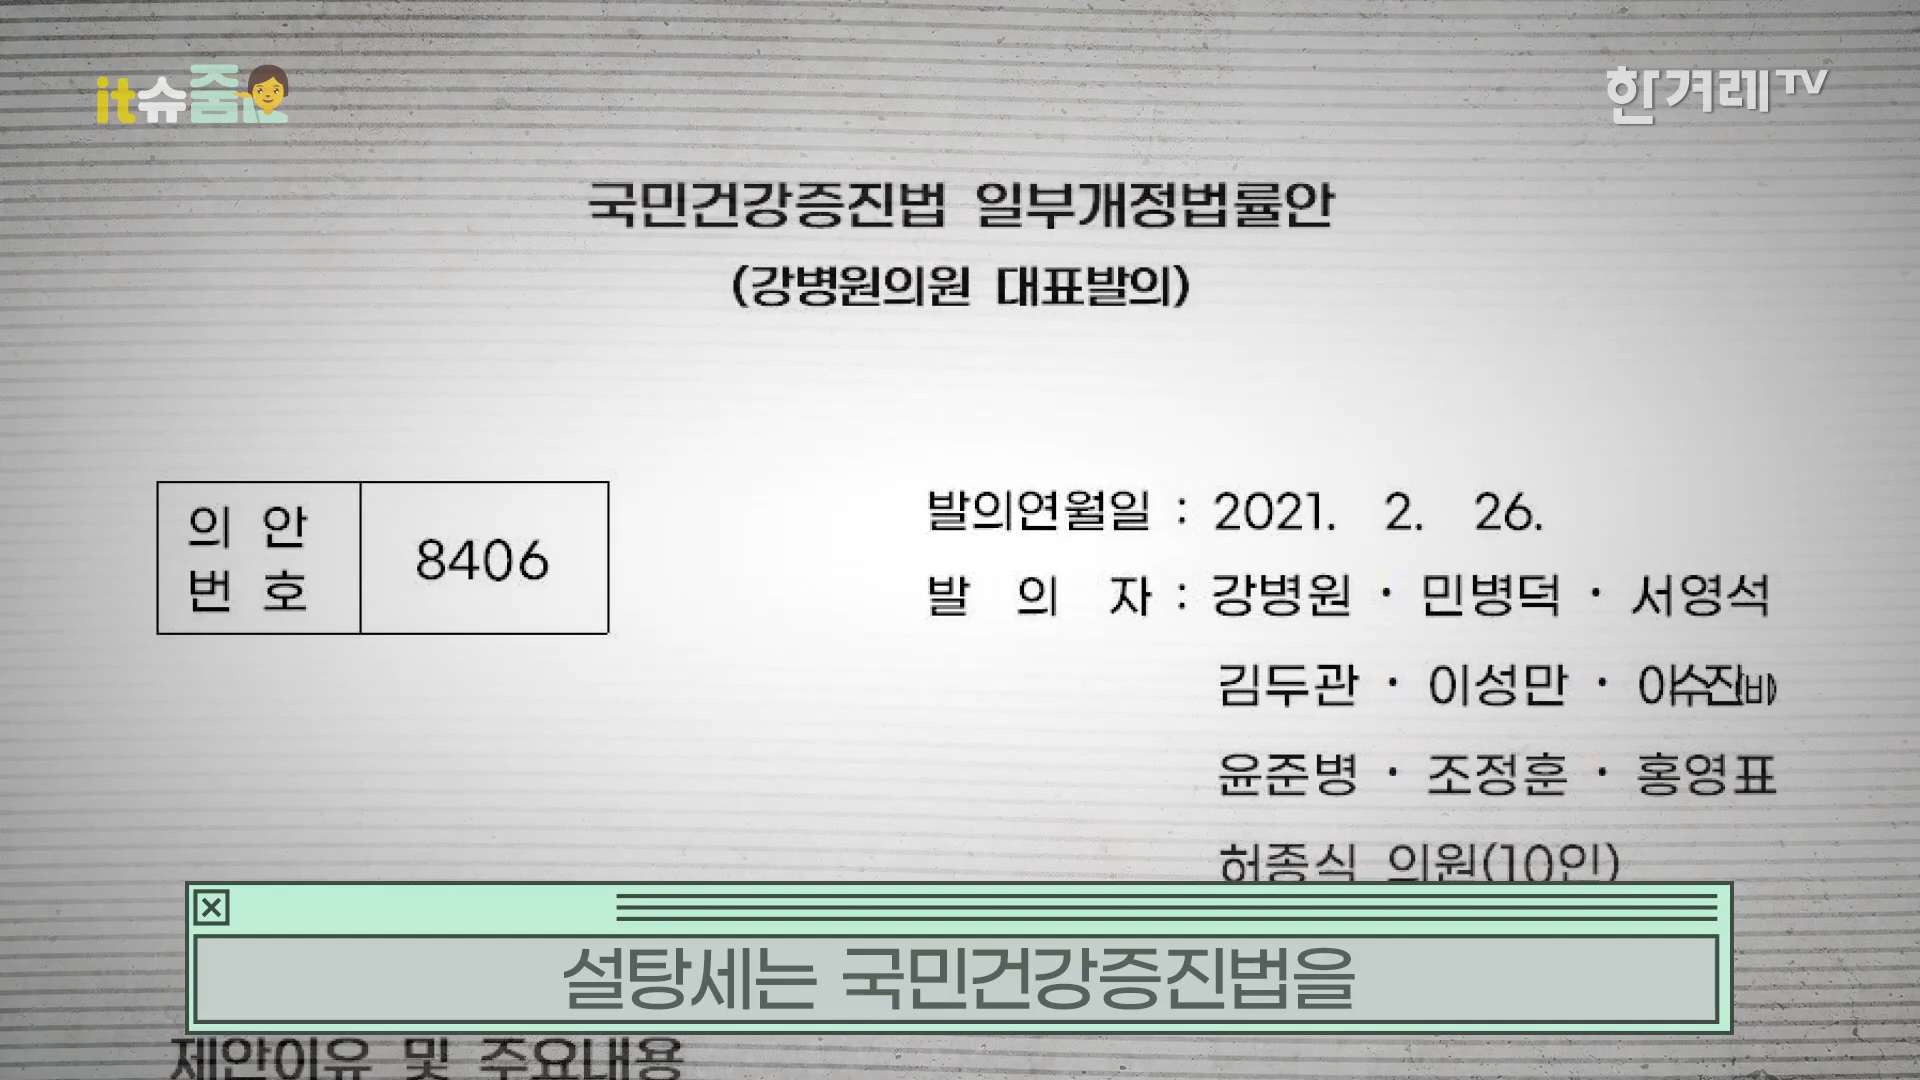 it슈줌
한겨레TV
국민건강증진법 일부개정법률안
(강병원의원 대표발의)
의 안
번 호
8406
발의연월일 : 2021. 2. 26.
발 의 자 : 강병원 · 민병덕 · 서영석
김두관 · 이성만 · 이수진(비)
윤준병 · 조정훈 · 홍영표
허종식 의원(10인)
설탕세는 국민건강증진법을
제안이유 및 주요내용